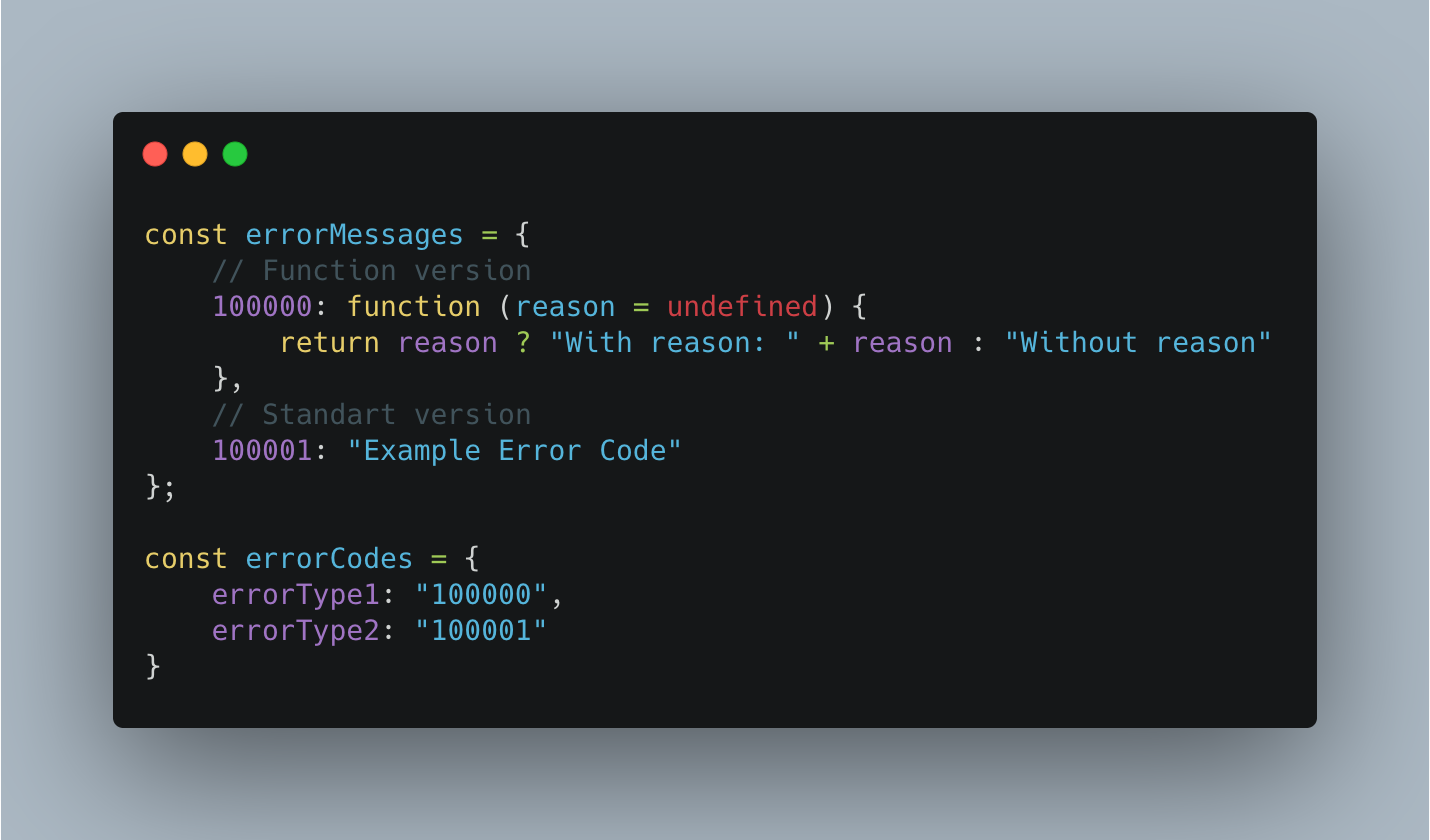 const errorMessages = {
    // Function version
    100000: function (reason = undefined) {
        return reason ? "With reason: " + reason : "Without reason"
    },
    // Standart version
    100001: "Example Error Code"
};

const errorCodes = {
    errorType1: "100000",
    errorType2: "100001"
}